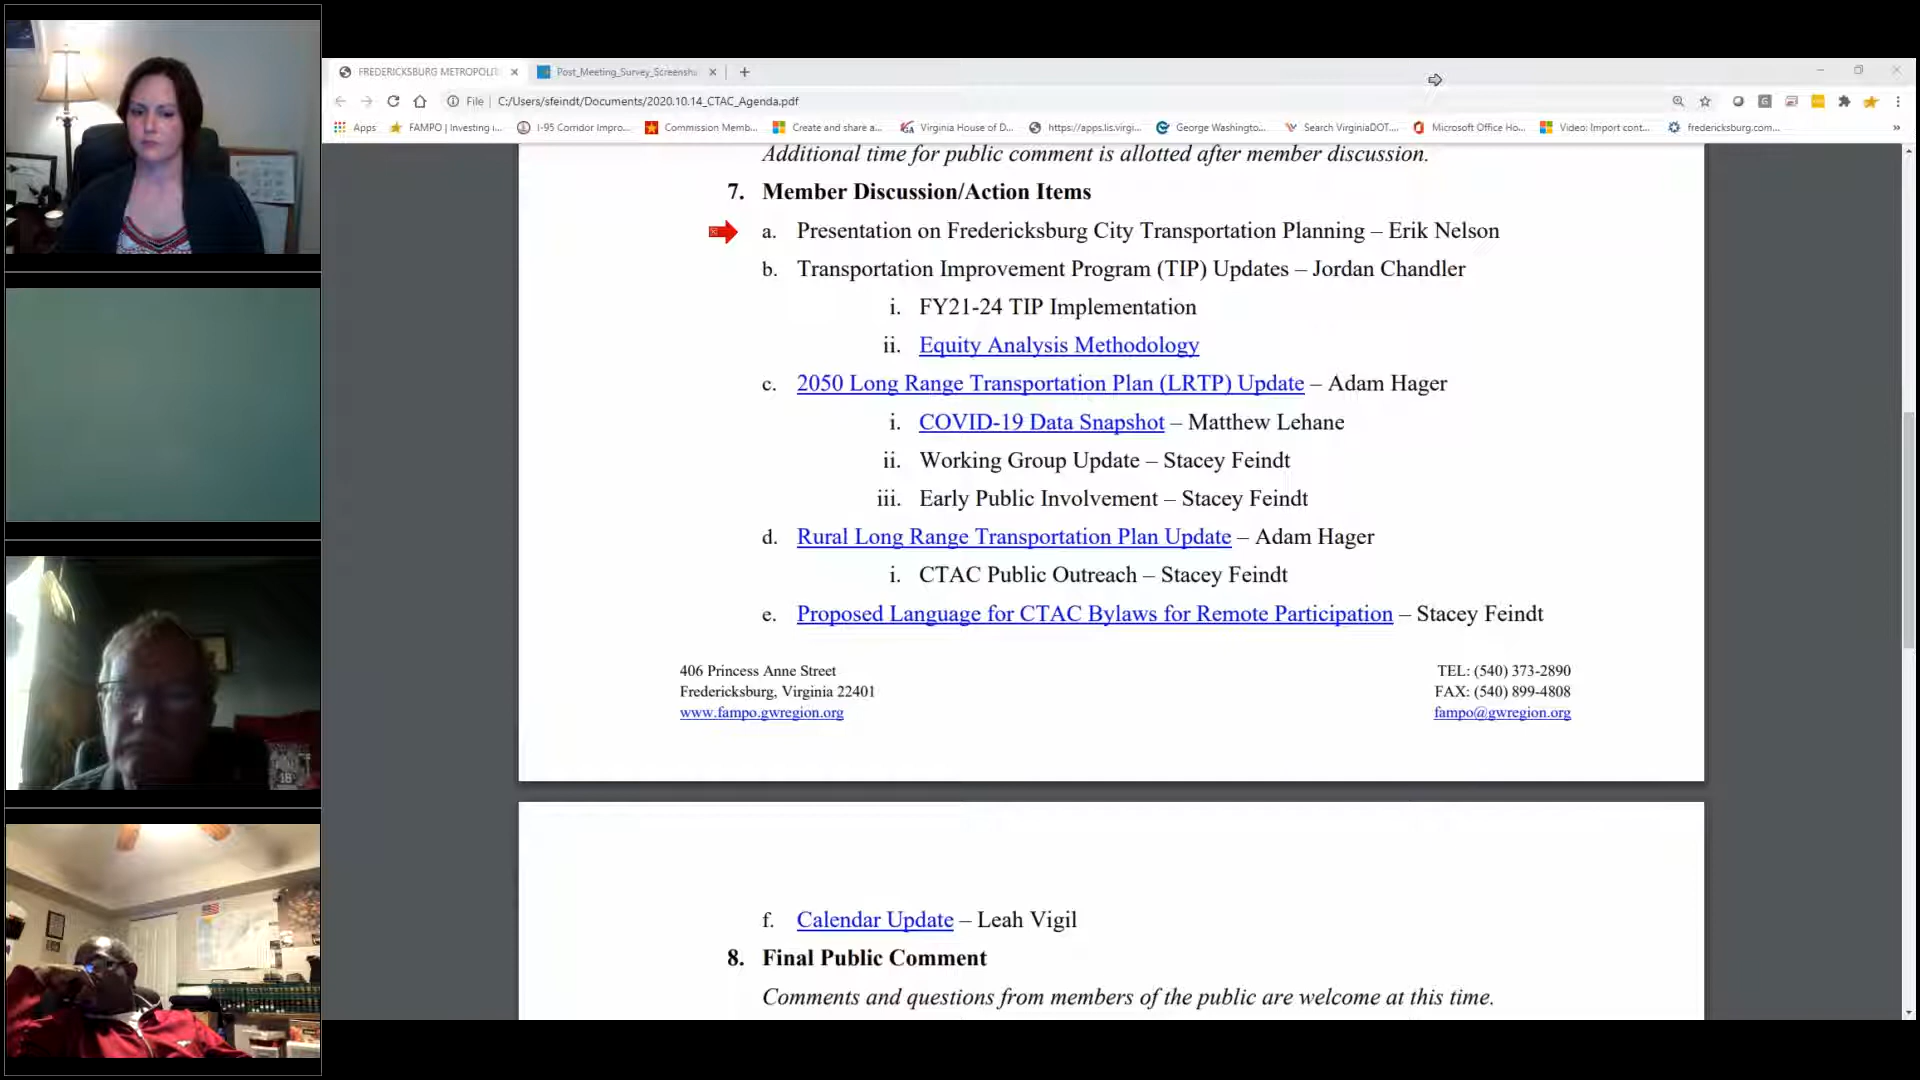 FREDERICKSBURG METROPOLIT
Post_Meeting_Survey_Screensh
File
C:/Users/sfeindt/Documents/2020.10.14_CTAC_Agenda.pdf
Apps
FAMPO | Investing i...
I-95 Corridor Impro...
Commission Memb...
Create and share a...
Virginia House of D...
https://apps.lis.virgi...
George Washingto...
Search VirginiaDOT....
Microsoft Office Ho...
Video: Import cont...
fredericksburg.com...
Additional time for public comment is allotted after member discussion.
7. Member Discussion/Action Items
a. Presentation on Fredericksburg City Transportation Planning – Erik Nelson
b. Transportation Improvement Program (TIP) Updates – Jordan Chandler
i. FY21-24 TIP Implementation
ii. Equity Analysis Methodology
c. 2050 Long Range Transportation Plan (LRTP) Update – Adam Hager
i. COVID-19 Data Snapshot – Matthew Lehane
ii. Working Group Update – Stacey Feindt
iii. Early Public Involvement – Stacey Feindt
d. Rural Long Range Transportation Plan Update – Adam Hager
i. CTAC Public Outreach – Stacey Feindt
e. Proposed Language for CTAC Bylaws for Remote Participation – Stacey Feindt
406 Princess Anne Street
Fredericksburg, Virginia 22401
www.fampo.gwregion.org
TEL: (540) 373-2890
FAX: (540) 899-4808
fampo@gwregion.org
f. Calendar Update – Leah Vigil
8. Final Public Comment
Comments and questions from members of the public are welcome at this time.
18